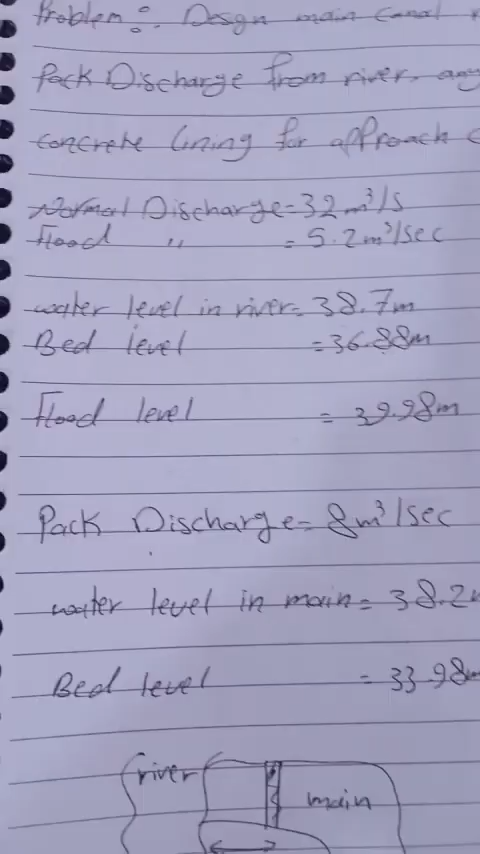 Problem:. Design main canal
Pack Discharge from river, any
concrete lining for approach c
Normal Discharge = 32 m³/s
Flood " = 5.2 m³/sec
water level in river = 38.7m
Bed level = 36.88m
Flood level = 39.98m
Pack Discharge = 8m³/sec
water level in main = 38.2
Bed level = 33.98m
river
main